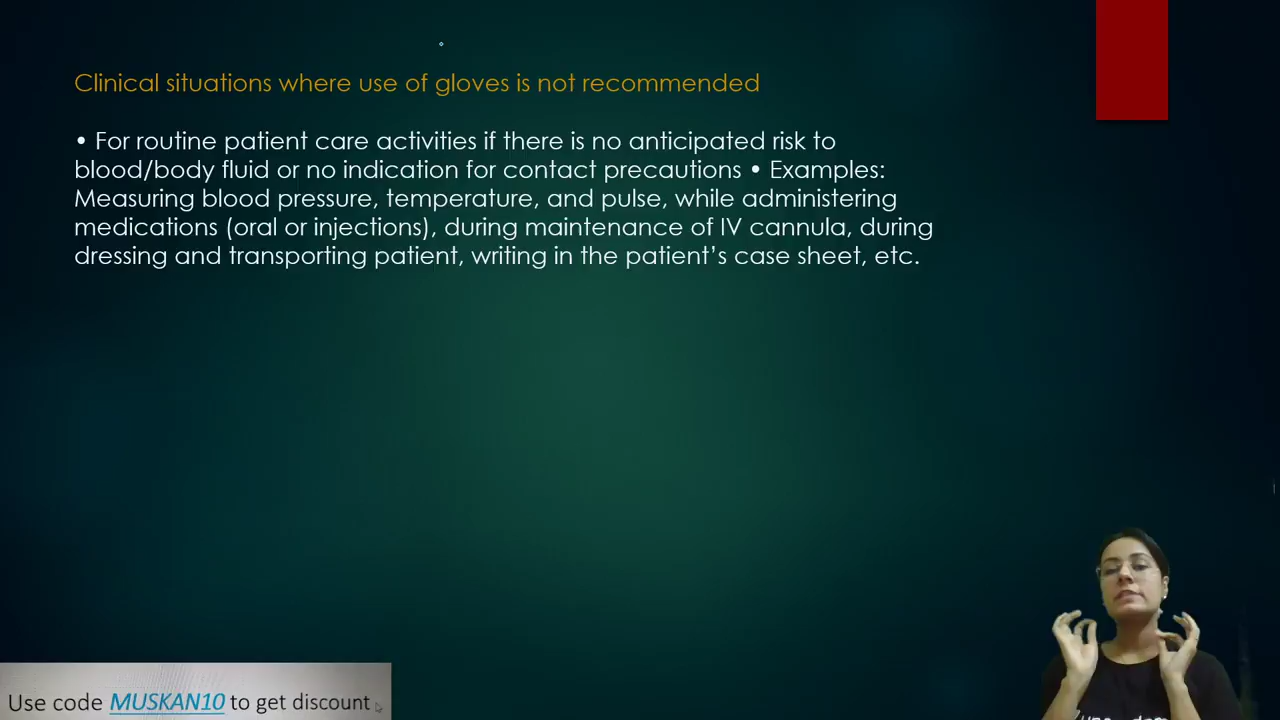 Clinical situations where use of gloves is not recommended
• For routine patient care activities if there is no anticipated risk to
blood/body fluid or no indication for contact precautions • Examples:
Measuring blood pressure, temperature, and pulse, while administering
medications (oral or injections), during maintenance of IV cannula, during
dressing and transporting patient, writing in the patient’s case sheet, etc.
Use code MUSKAN10 to get discount